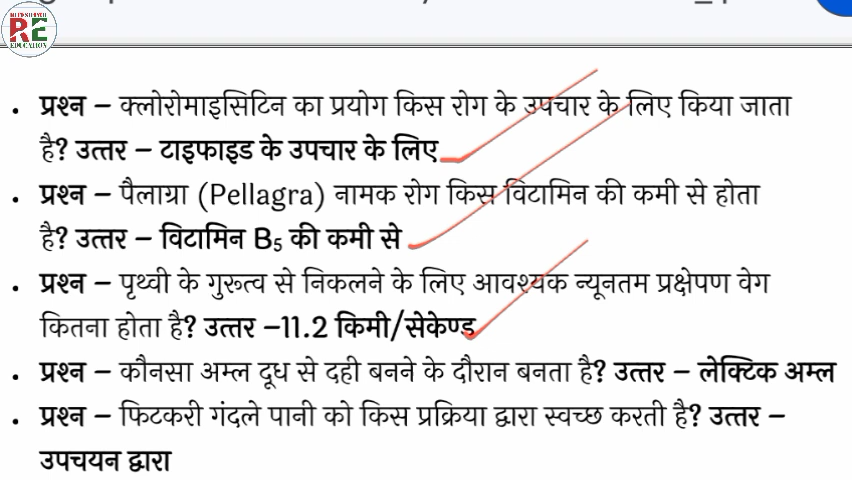 RE
EDUCATION
• प्रश्न – क्लोरोमाइसिटिन का प्रयोग किस रोग के उपचार के लिए किया जाता
है? उत्तर – टाइफाइड के उपचार के लिए
• प्रश्न – पैलाग्रा (Pellagra) नामक रोग किस विटामिन की कमी से होता
है? उत्तर – विटामिन B₅ की कमी से
• प्रश्न – पृथ्वी के गुरूत्व से निकलने के लिए आवश्यक न्यूनतम प्रक्षेपण वेग
कितना होता है? उत्तर –11.2 किमी/सेकेण्ड
• प्रश्न – कौनसा अम्ल दूध से दही बनने के दौरान बनता है? उत्तर – लेक्टिक अम्ल
• प्रश्न – फिटकरी गंदले पानी को किस प्रक्रिया द्वारा स्वच्छ करती है? उत्तर –
उपचयन द्वारा